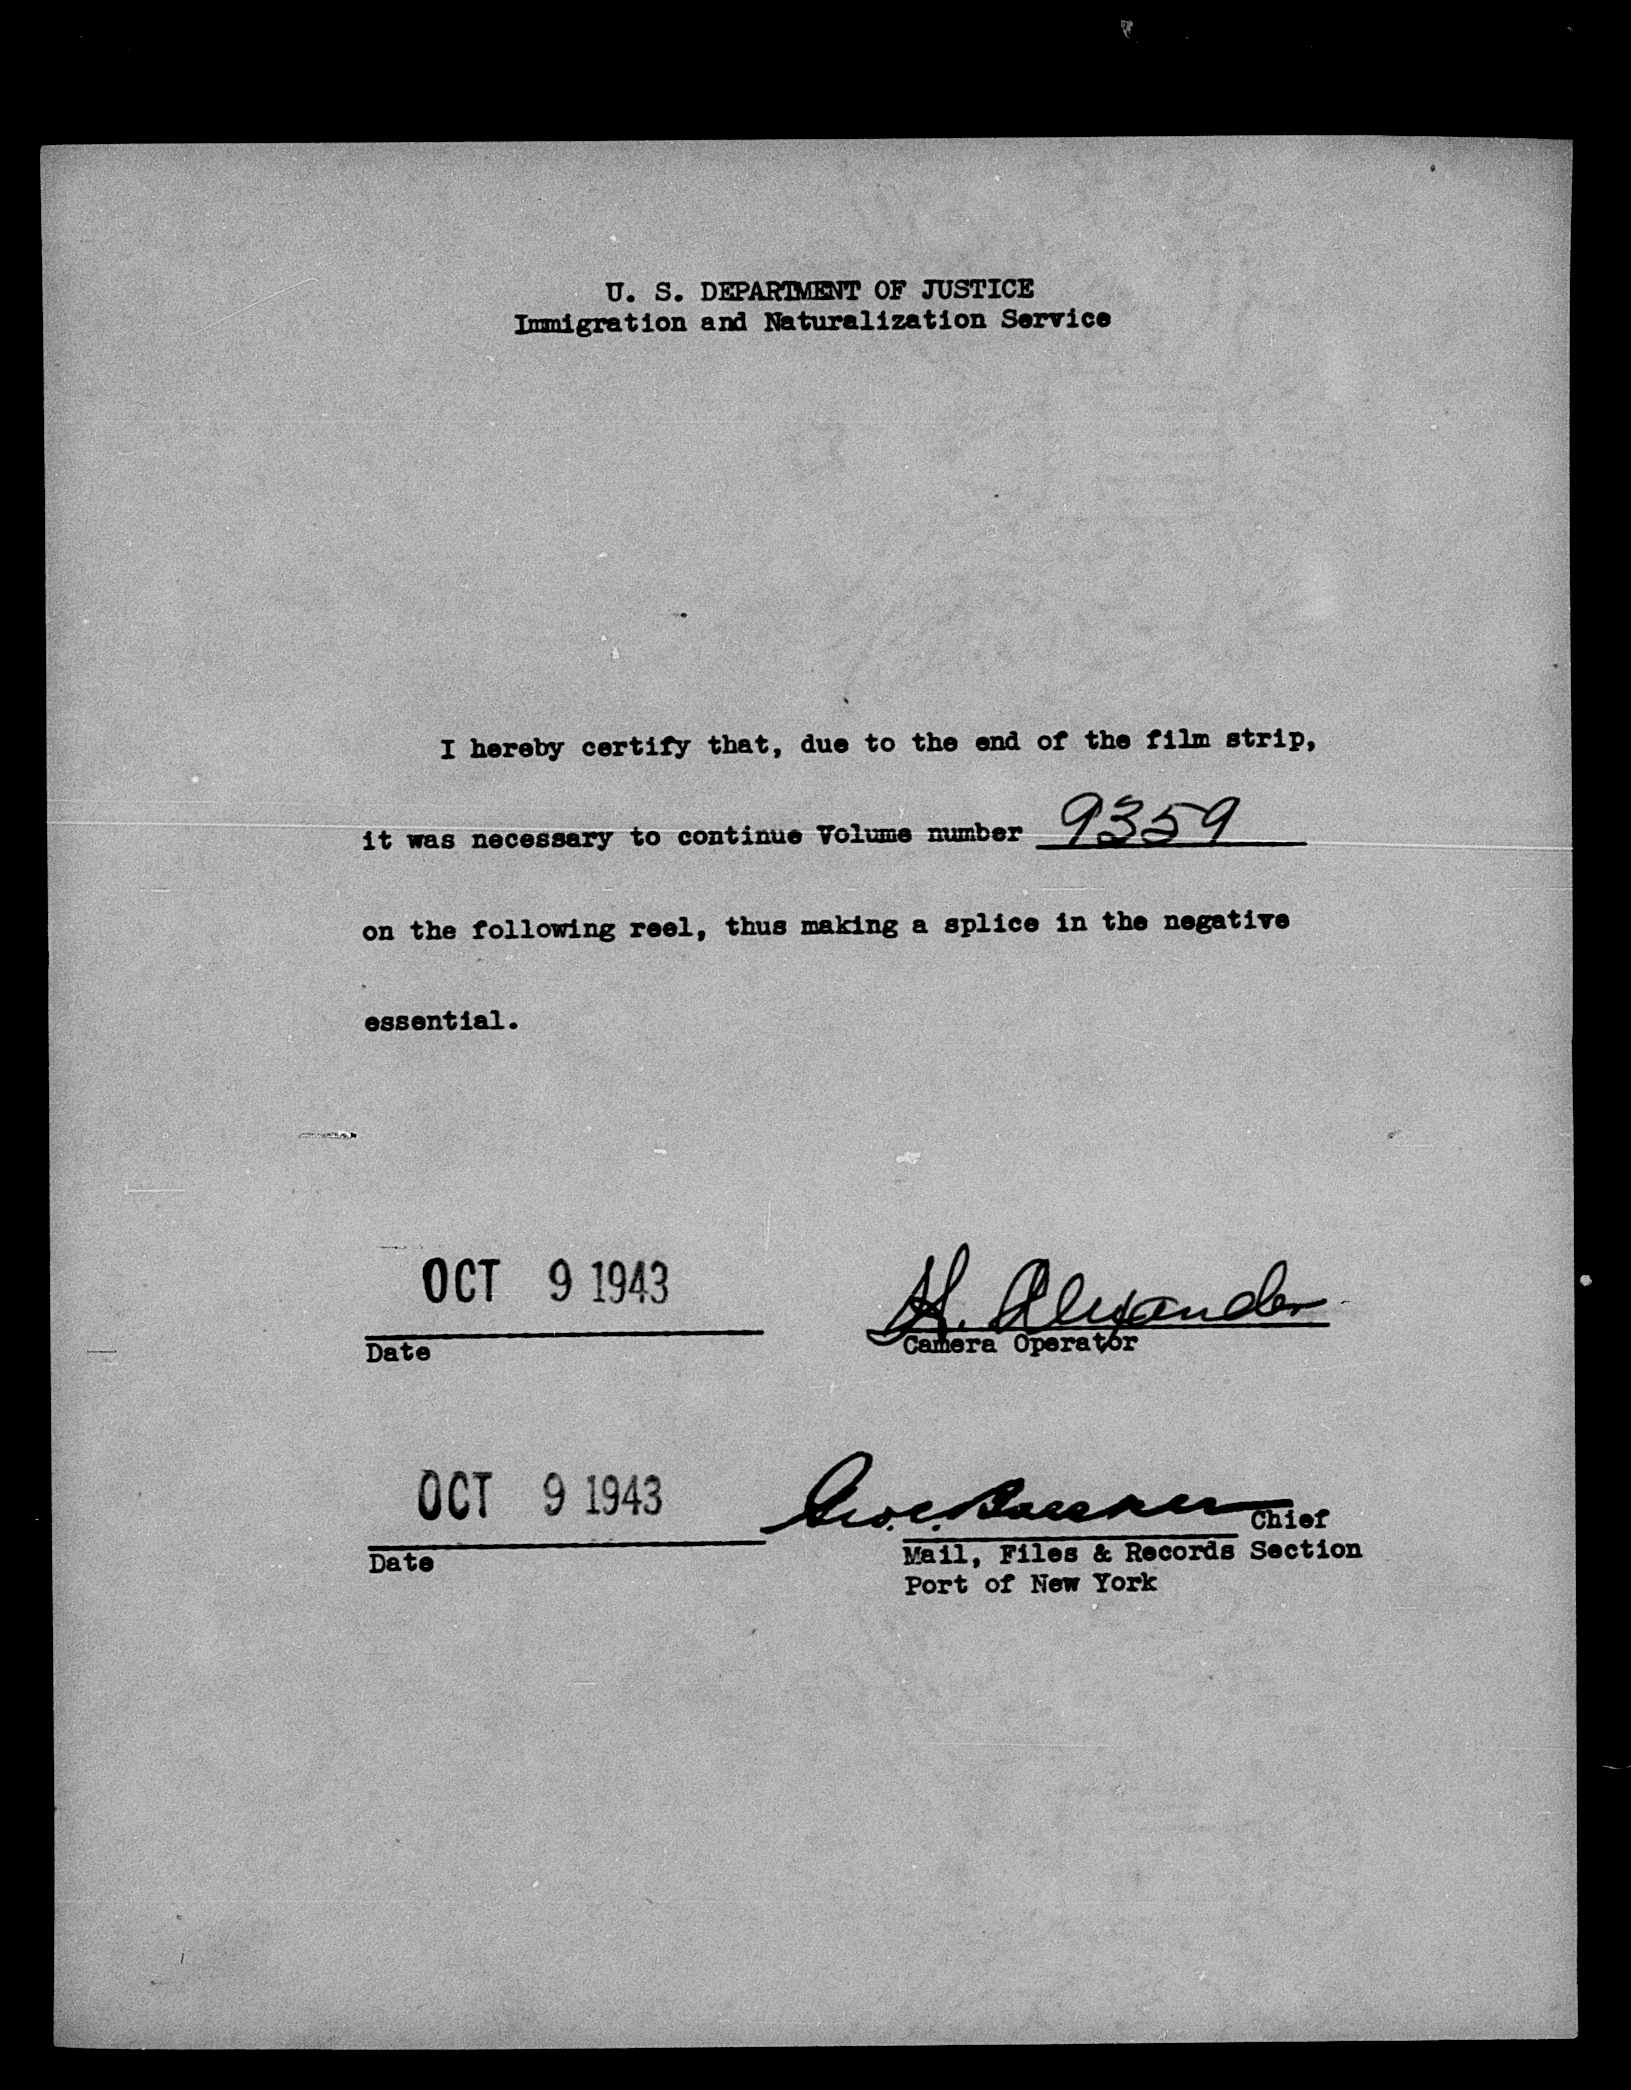 U. S. DEPARTMENT OF JUSTICE
Immigration and Naturalization Service
I hereby certify that, due to the end of the film strip,
it was necessary to continue Volume number 9359
on the following reel, thus making a splice in the negative
essential.
OCT 9 1943 H. Alexander
Date Camera Operator
OCT 9 1943 Geo. C. Chief
Date Mail, Files & Records Section
Port of New York